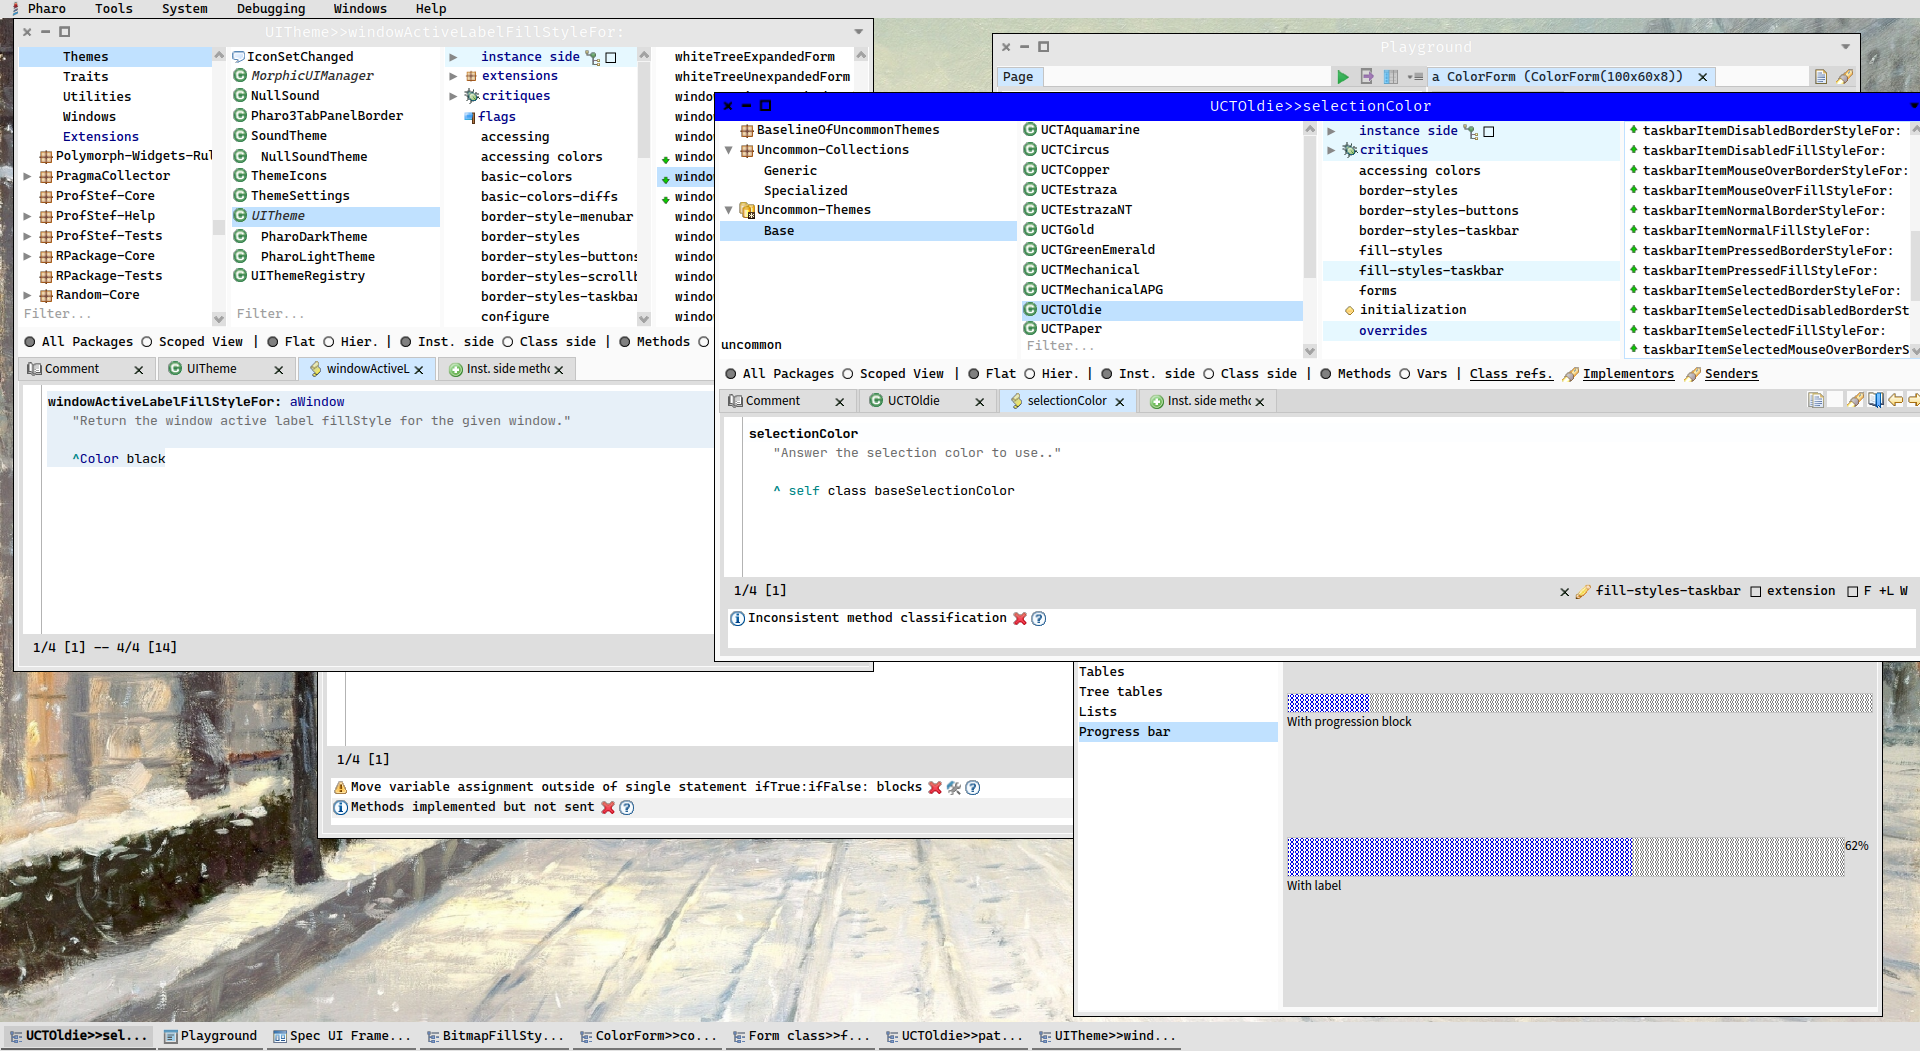 Pharo Tools System Debugging Windows Help
UITheme>>windowActiveLabelFillStyleFor:
Themes
Traits
Utilities
Windows
Extensions
Polymorph-Widgets-Rul
PragmaCollector
ProfStef-Core
ProfStef-Help
ProfStef-Tests
RPackage-Core
RPackage-Tests
Random-Core
Filter...
IconSetChanged
MorphicUIManager
NullSound
Pharo3TabPanelBorder
SoundTheme
NullSoundTheme
ThemeIcons
ThemeSettings
UITheme
PharoDarkTheme
PharoLightTheme
UIThemeRegistry
Filter...
instance side
extensions
critiques
flags
accessing
accessing colors
basic-colors
basic-colors-diffs
border-style-menubar
border-styles
border-styles-buttons
border-styles-scrollb
border-styles-taskbar
configure
whiteTreeExpandedForm
whiteTreeUnexpandedForm
windo
windo
windo
windo
windo
windo
windo
windo
windo
windo
windo
windo
All Packages Scoped View | Flat Hier. | Inst. side Class side | Methods
Comment UITheme windowActiveL Inst. side methc
windowActiveLabelFillStyleFor: aWindow
"Return the window active label fillStyle for the given window."
^Color black
1/4 [1] -- 4/4 [14]
Playground
Page
a ColorForm (ColorForm(100x60x8))
UCTOldie>>selectionColor
BaselineOfUncommonThemes
Uncommon-Collections
Generic
Specialized
Uncommon-Themes
Base
uncommon
UCTAquamarine
UCTCircus
UCTCopper
UCTEstraza
UCTEstrazaNT
UCTGold
UCTGreenEmerald
UCTMechanical
UCTMechanicalAPG
UCTOldie
UCTPaper
Filter...
instance side
critiques
accessing colors
border-styles
border-styles-buttons
border-styles-taskbar
fill-styles
fill-styles-taskbar
forms
initialization
overrides
taskbarItemDisabledBorderStyleFor:
taskbarItemDisabledFillStyleFor:
taskbarItemMouseOverBorderStyleFor:
taskbarItemMouseOverFillStyleFor:
taskbarItemNormalBorderStyleFor:
taskbarItemNormalFillStyleFor:
taskbarItemPressedBorderStyleFor:
taskbarItemPressedFillStyleFor:
taskbarItemSelectedBorderStyleFor:
taskbarItemSelectedDisabledBorderSt
taskbarItemSelectedFillStyleFor:
taskbarItemSelectedMouseOverBorderS
All Packages Scoped View | Flat Hier. | Inst. side Class side | Methods Vars | Class refs. Implementors Senders
Comment UCTOldie selectionColor Inst. side methc
selectionColor
"Answer the selection color to use.."
^ self class baseSelectionColor
1/4 [1]
fill-styles-taskbar extension F +L W
Inconsistent method classification
1/4 [1]
Move variable assignment outside of single statement ifTrue:ifFalse: blocks
Methods implemented but not sent
Tables
Tree tables
Lists
Progress bar
With progression block
62%
With label
UCTOldie>>sel... Playground Spec UI Frame... BitmapFillSty... ColorForm>>co... Form class>>f... UCTOldie>>pat... UITheme>>wind...